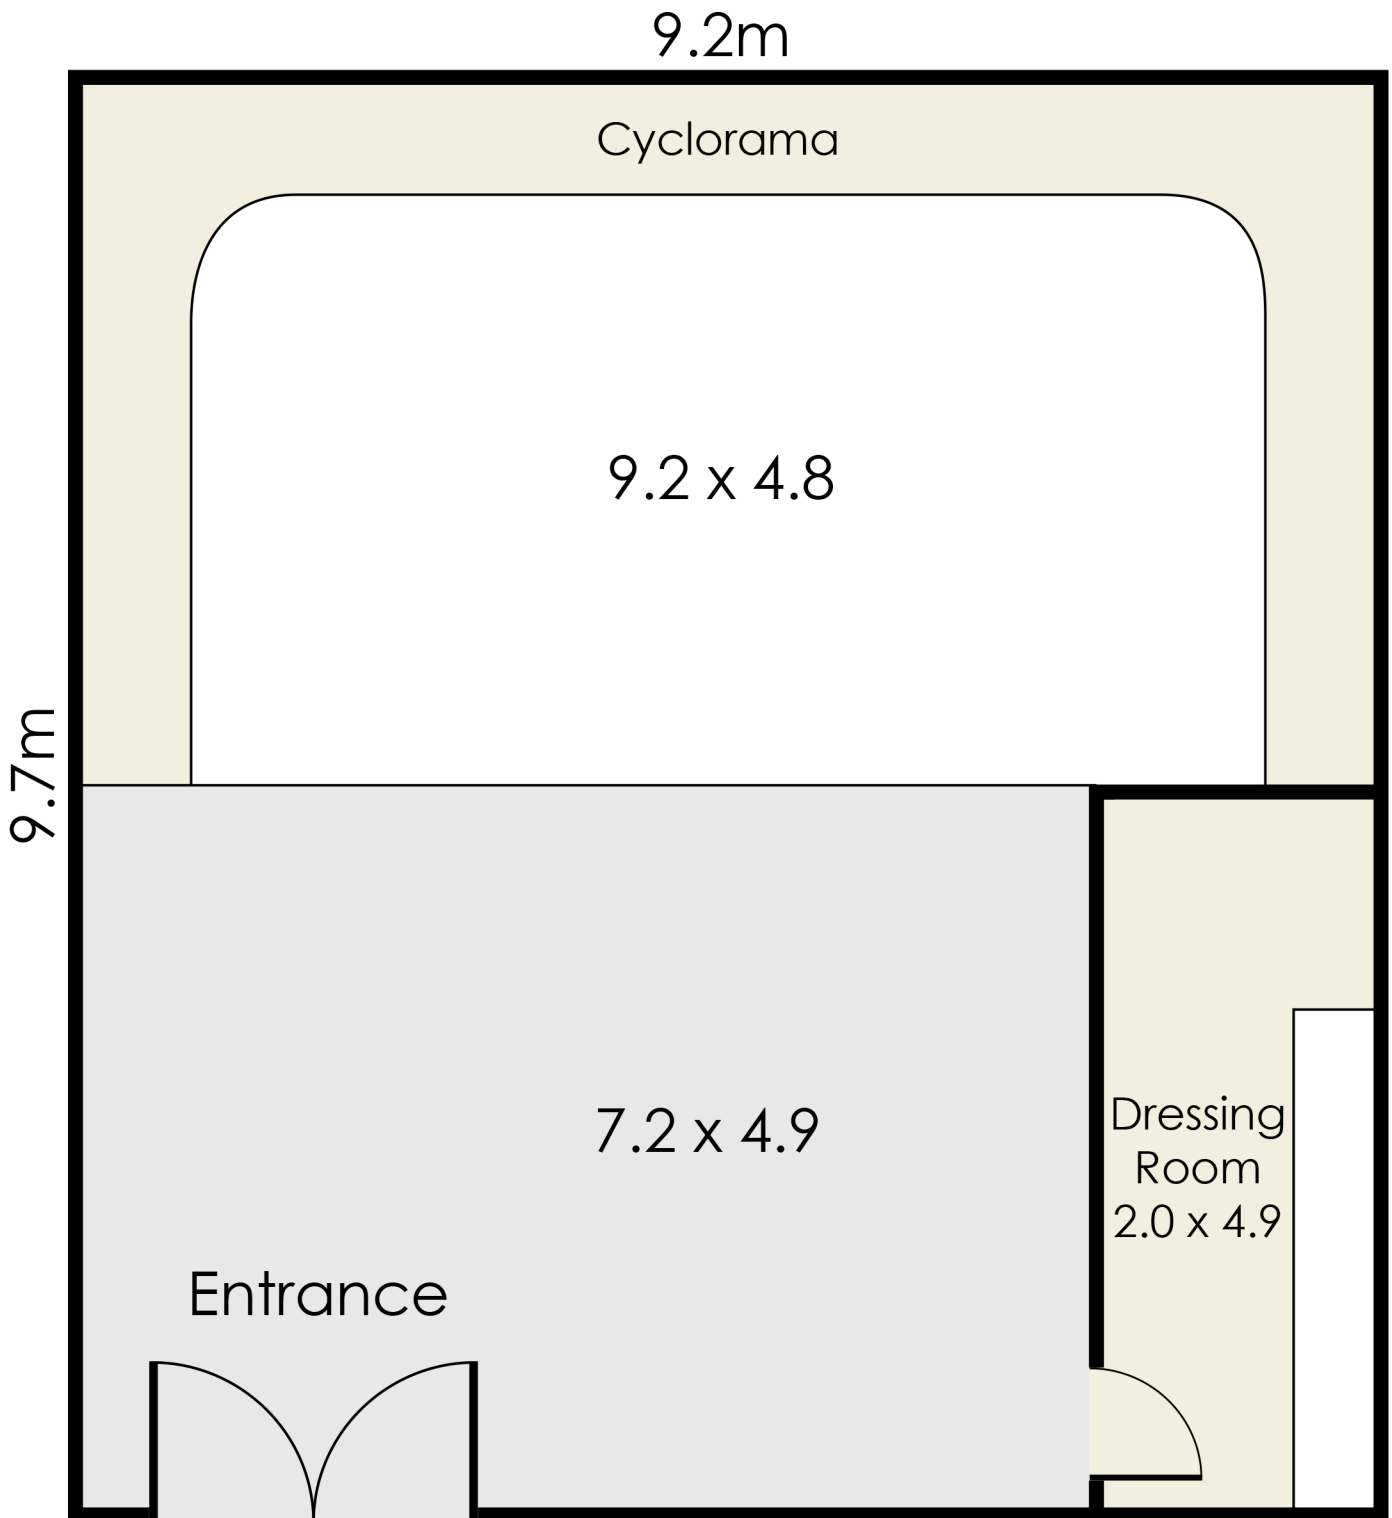 9.2m
Cyclorama
9.2 x 4.8
9.7m
7.2 x 4.9
Dressing
Room
2.0 x 4.9
Entrance